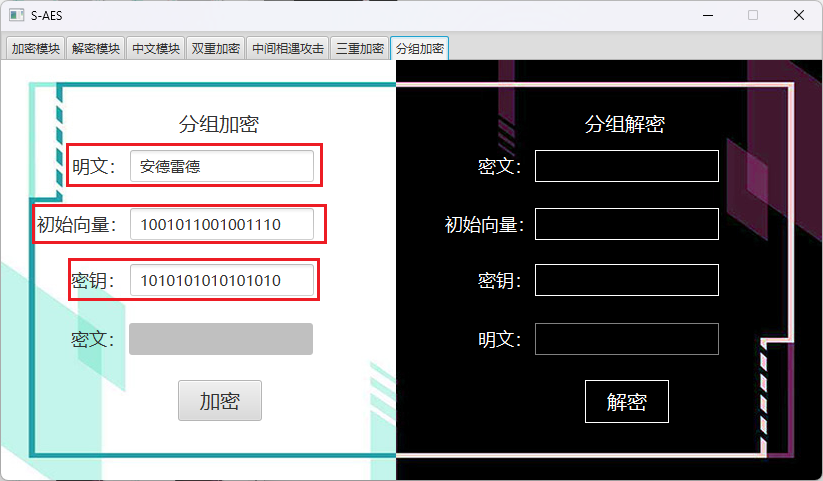 S-AES
加密模块 解密模块 中文模块 双重加密 中间相遇攻击 三重加密 分组加密
分组加密
明文： 安德雷德
初始向量： 1001011001001110
密钥： 1010101010101010
密文：
加密
分组解密
密文：
初始向量：
密钥：
明文：
解密